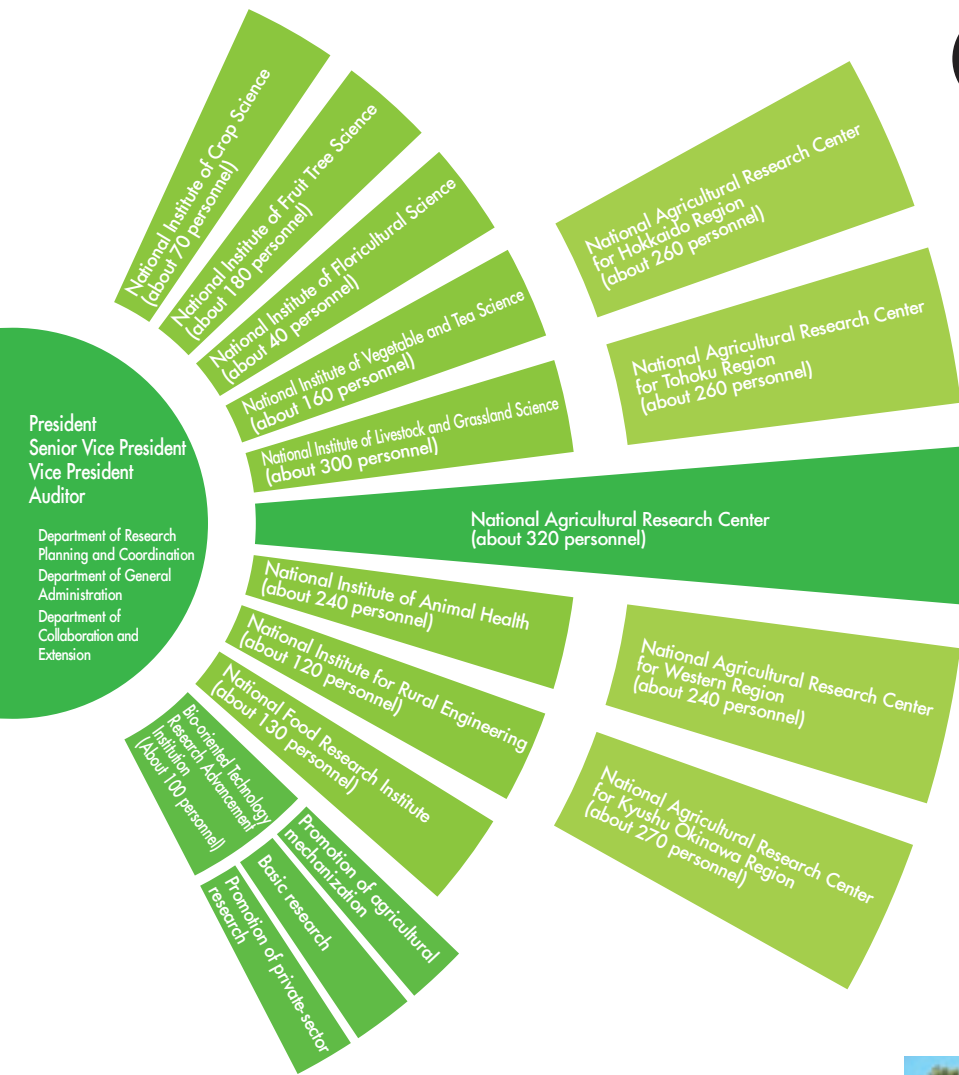 National Institute of Crop Science
(about 70 personnel)
National Institute of Fruit Tree Science
(about 180 personnel)
National Institute of Floricultural Science
(about 40 personnel)
National Institute of Vegetable and Tea Science
(about 160 personnel)
National Institute of Livestock and Grassland Science
(about 300 personnel)
National Agricultural Research Center
for Hokkaido Region
(about 260 personnel)
National Agricultural Research Center
for Tohoku Region
(about 260 personnel)
President
Senior Vice President
Vice President
Auditor
Department of Research
Planning and Coordination
Department of General
Administration
Department of
Collaboration and
Extension
National Agricultural Research Center
(about 320 personnel)
National Institute of Animal Health
(about 240 personnel)
National Institute for Rural Engineering
(about 120 personnel)
National Food Research Institute
(about 130 personnel)
Bio-oriented Technology
Research Advancement
Institution
(About 100 personnel)
Promotion of agricultural
mechanization
Basic research
Promotion of private-sector
research
National Agricultural Research Center
for Western Region
(about 240 personnel)
National Agricultural Research Center
for Kyushu Okinawa Region
(about 270 personnel)